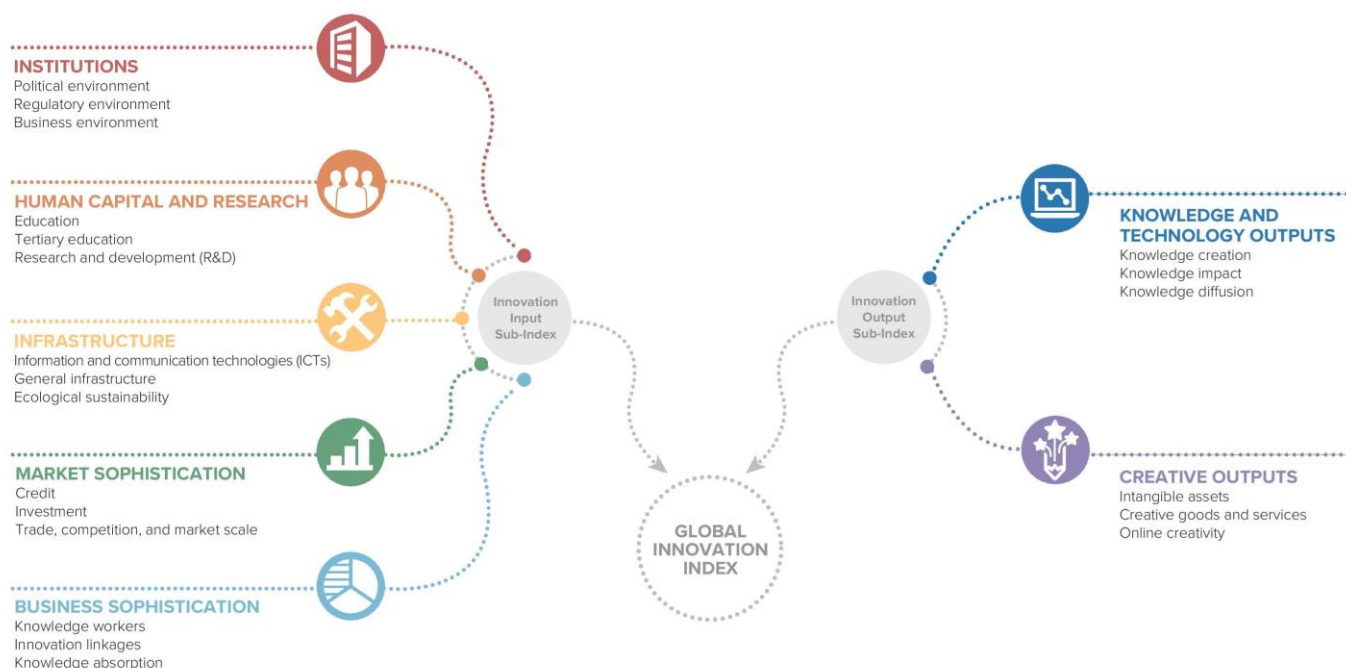 INSTITUTIONS
Political environment
Regulatory environment
Business environment
HUMAN CAPITAL AND RESEARCH
Education
Tertiary education
Research and development (R&D)
INFRASTRUCTURE
Information and communication technologies (ICTs)
General infrastructure
Ecological sustainability
MARKET SOPHISTICATION
Credit
Investment
Trade, competition, and market scale
BUSINESS SOPHISTICATION
Knowledge workers
Innovation linkages
Knowledge absorption
Innovation
Input
Sub-Index
GLOBAL
INNOVATION
INDEX
Innovation
Output
Sub-Index
KNOWLEDGE AND
TECHNOLOGY OUTPUTS
Knowledge creation
Knowledge impact
Knowledge diffusion
CREATIVE OUTPUTS
Intangible assets
Creative goods and services
Online creativity